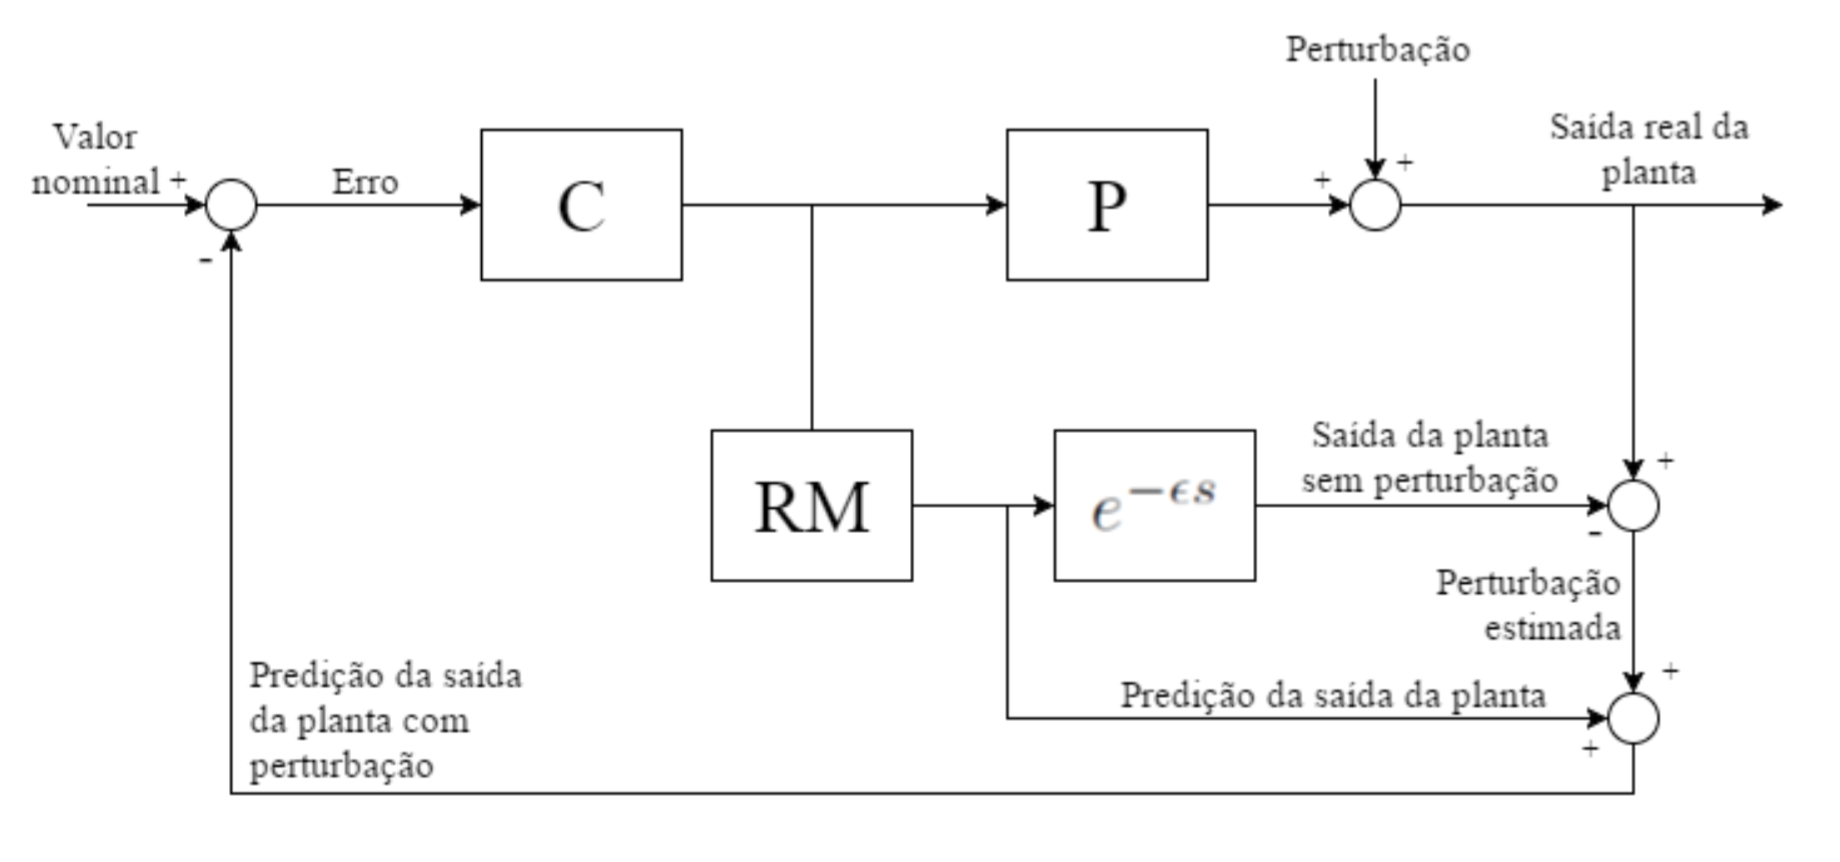 Perturbação
Valor
nominal +
Erro
C
P
+
+
Saída real da
planta
-
RM
e^{-ϵs}
Saída da planta
sem perturbação
+
-
Perturbação
estimada
Predição da saída
da planta com
perturbação
Predição da saída da planta
+
+